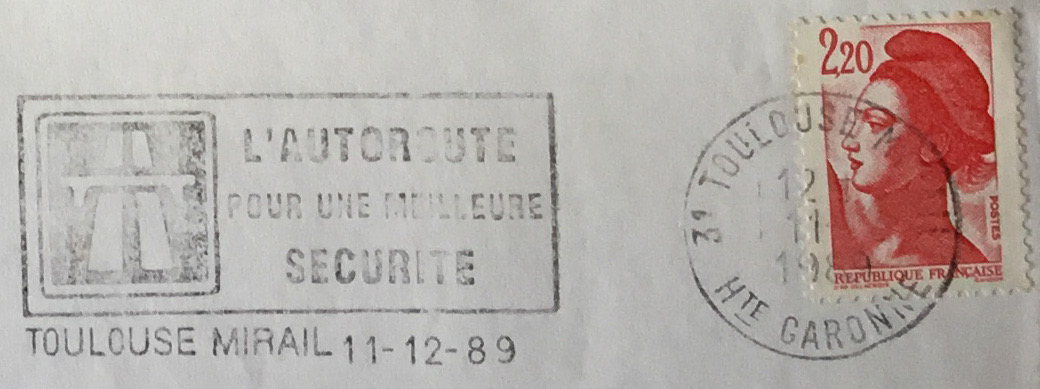 L'AUTOROUTE
POUR UNE MEILLEURE
SECURITE
TOULOUSE MIRAIL 11-12-89
3¹ TOULOUSE M
12
11
HTE GARONNE
2,20
POSTES
REPUBLIQUE FRANÇAISE